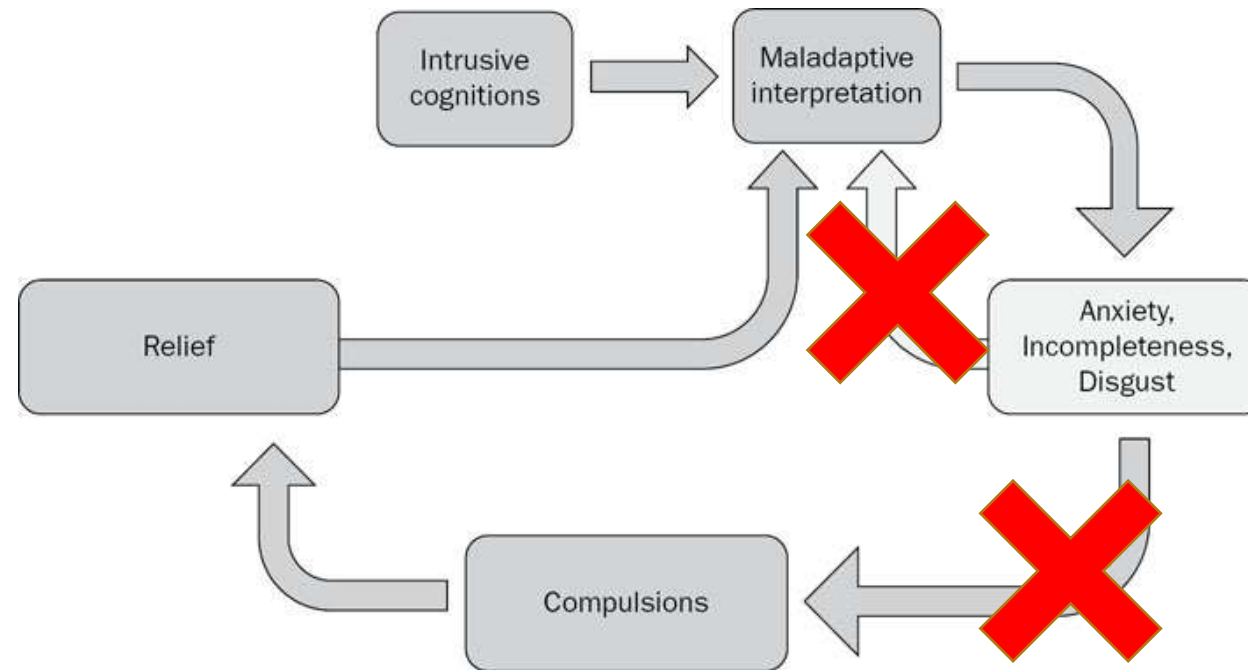 Intrusive
cognitions
Maladaptive
interpretation
Relief
Anxiety,
Incompleteness,
Disgust
Compulsions